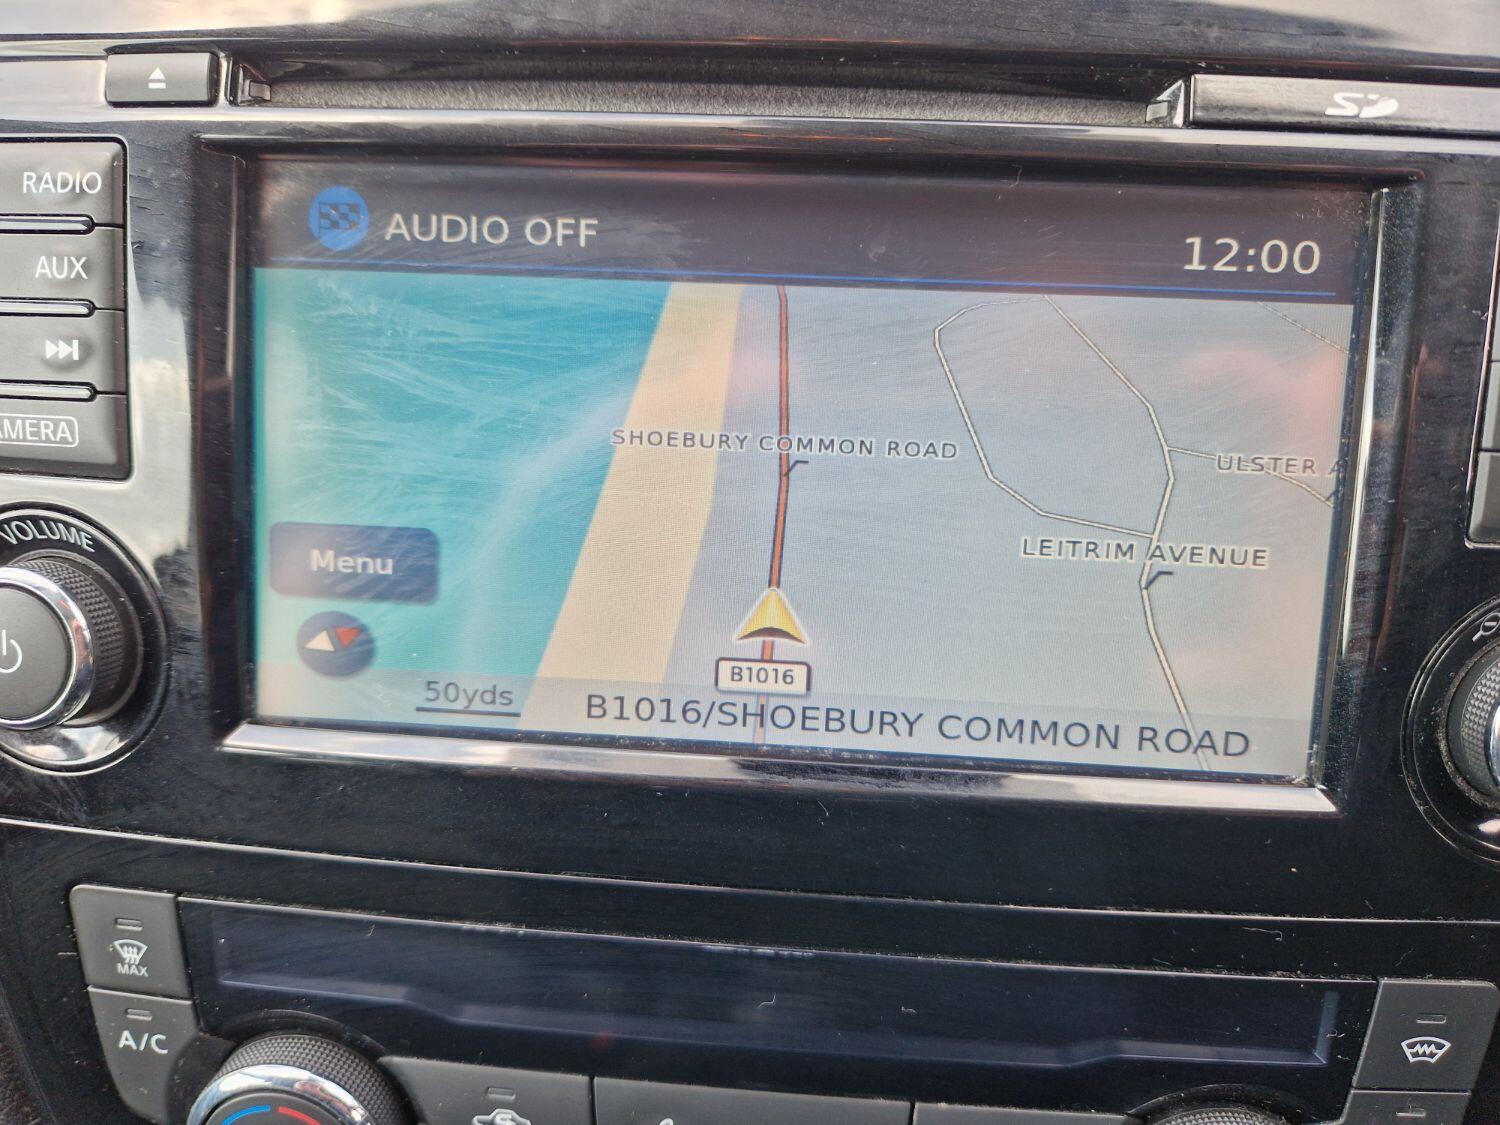 SD
RADIO
AUX
VOLUME
AUDIO OFF
12:00
SHOEBURY COMMON ROAD
ULSTER
LEITRIM AVENUE
Menu
B1016
50yds
B1016/SHOEBURY COMMON ROAD
MAX
A/C